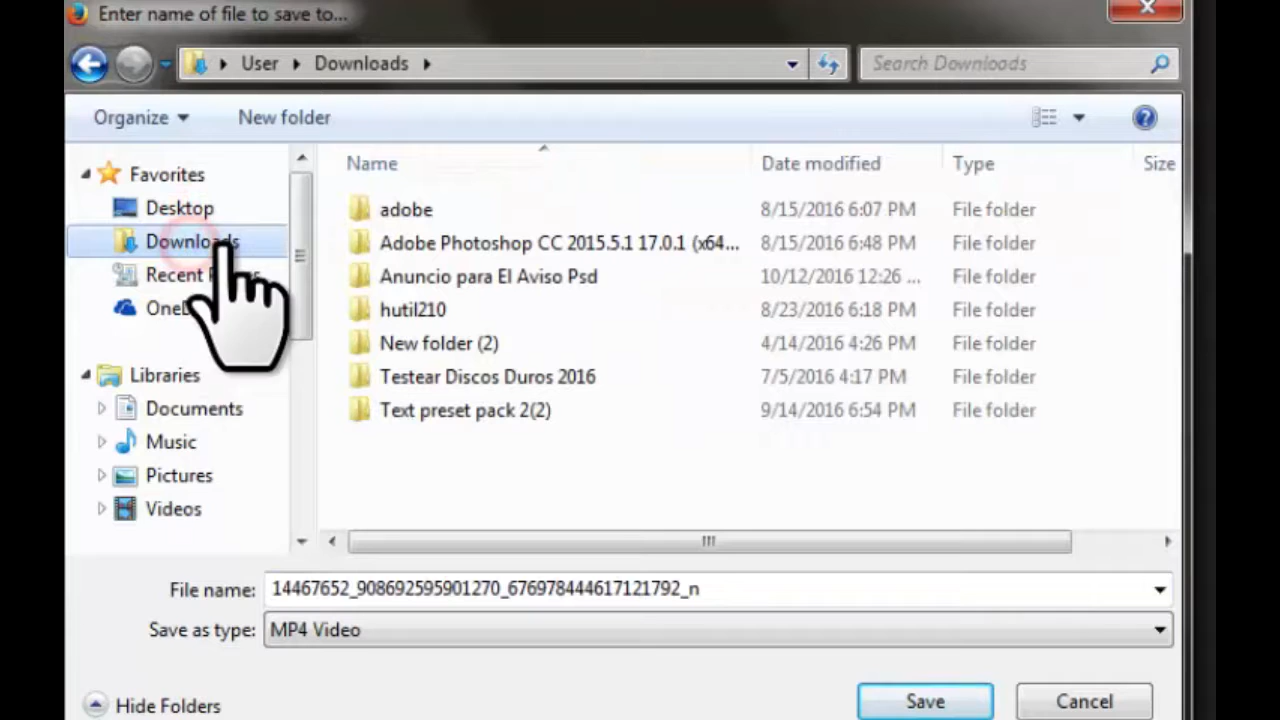 Enter name of file to save to...
User Downloads
Search Downloads
Organize New folder
Favorites
Desktop
Downloads
Recent
Libraries
Documents
Music
Pictures
Videos
Name Date modified Type Size
adobe 8/15/2016 6:07 PM File folder
Adobe Photoshop CC 2015.5.1 17.0.1 (x64... 8/15/2016 6:48 PM File folder
Anuncio para El Aviso Psd 10/12/2016 12:26 ... File folder
hutil210 8/23/2016 6:18 PM File folder
New folder (2) 4/14/2016 4:26 PM File folder
Testear Discos Duros 2016 7/5/2016 4:17 PM File folder
Text preset pack 2(2) 9/14/2016 6:54 PM File folder
File name: 14467652_908692595901270_676978444617121792_n
Save as type: MP4 Video
Hide Folders Save Cancel